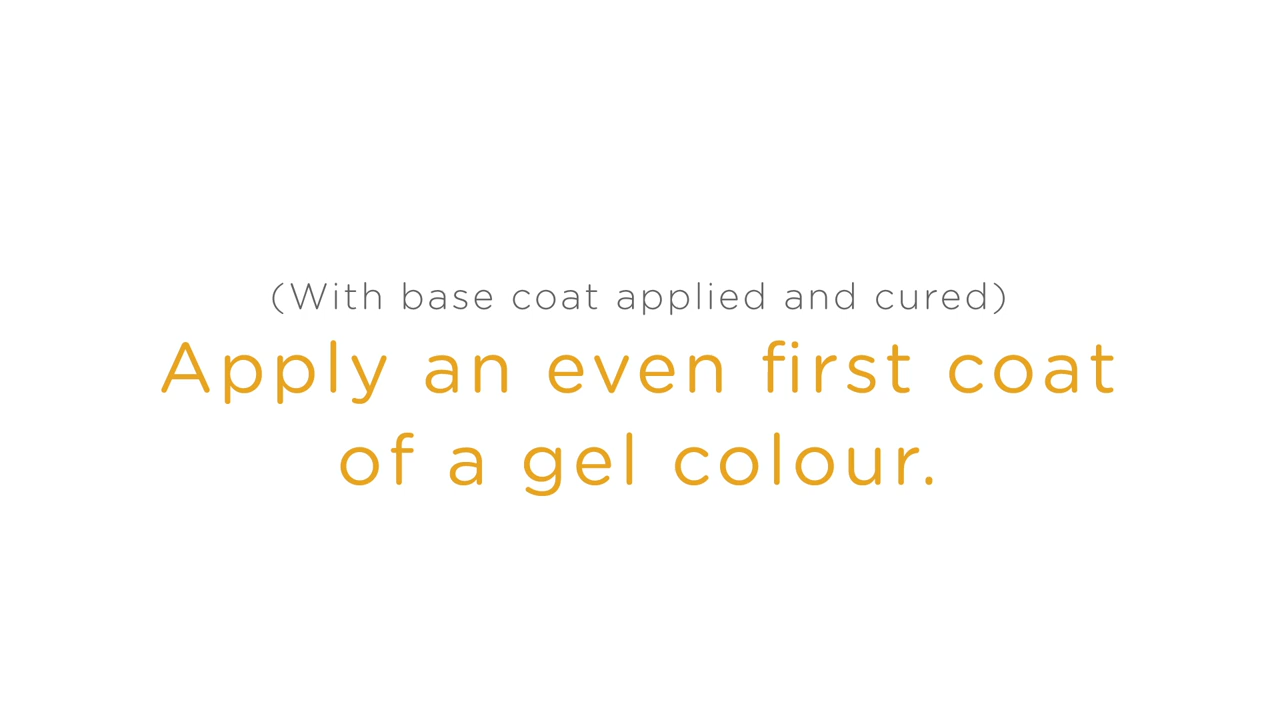 (With base coat applied and cured)
Apply an even first coat
of a gel colour.